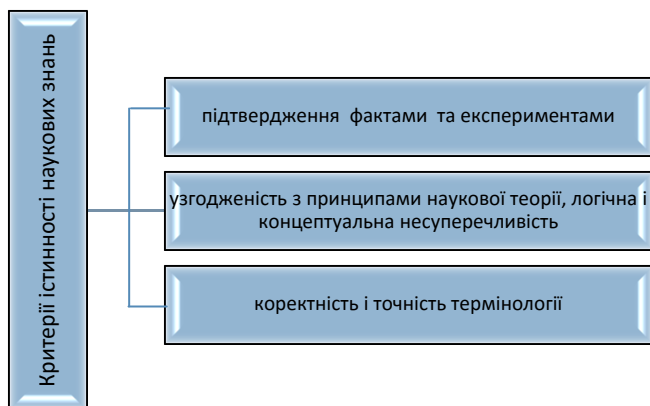 Критерії істинності наукових знань
підтвердження фактами та експериментами
узгодженість з принципами наукової теорії, логічна і
концептуальна несуперечливість
коректність і точність термінології